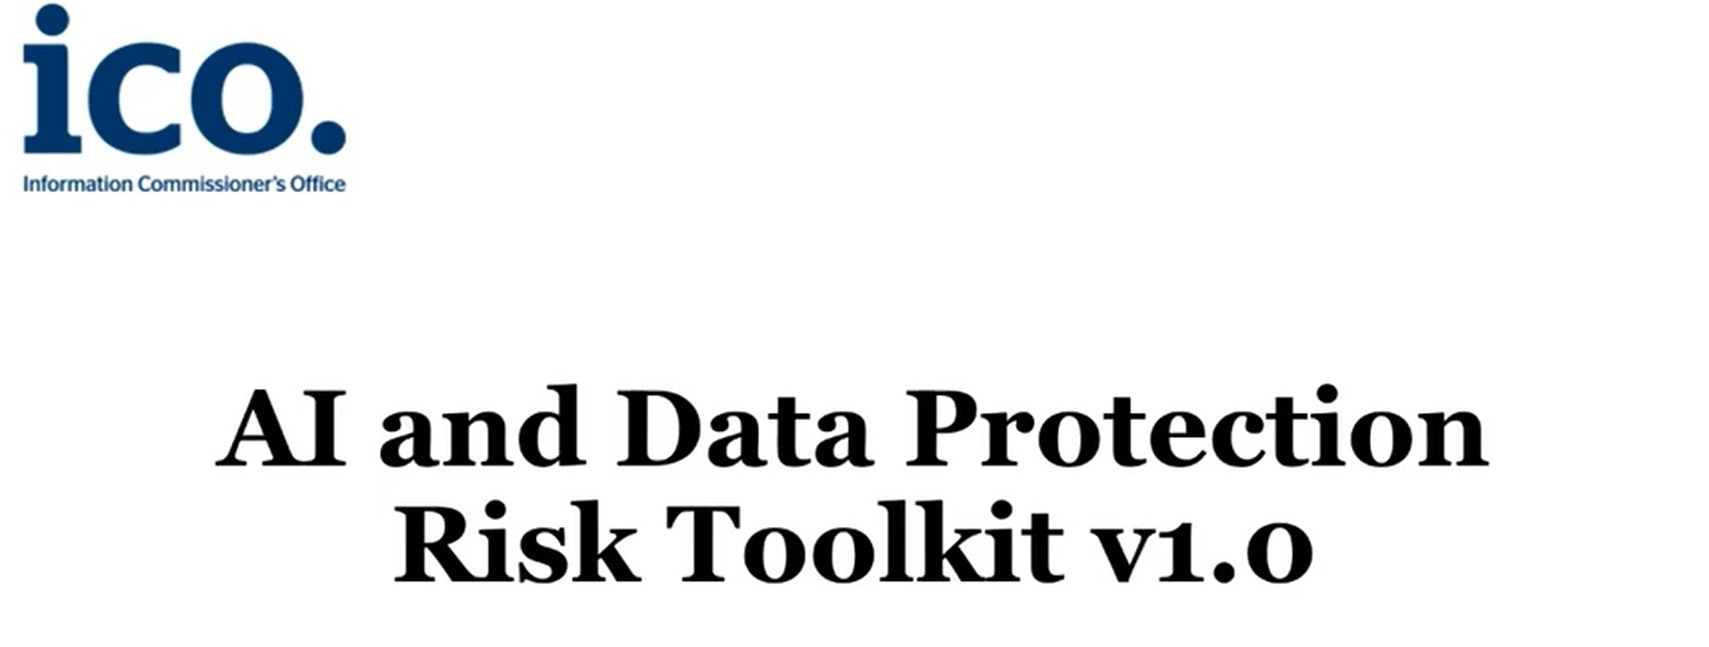 ico.
Information Commissioner's Office
AI and Data Protection
Risk Toolkit v1.0